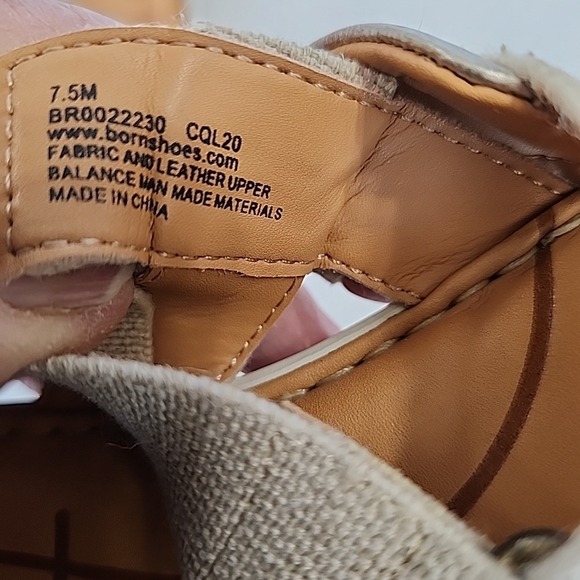 7.5M
BR0022230 CQL20
www.bornshoes.com
FABRIC AND LEATHER UPPER
BALANCE MAN MADE MATERIALS
MADE IN CHINA